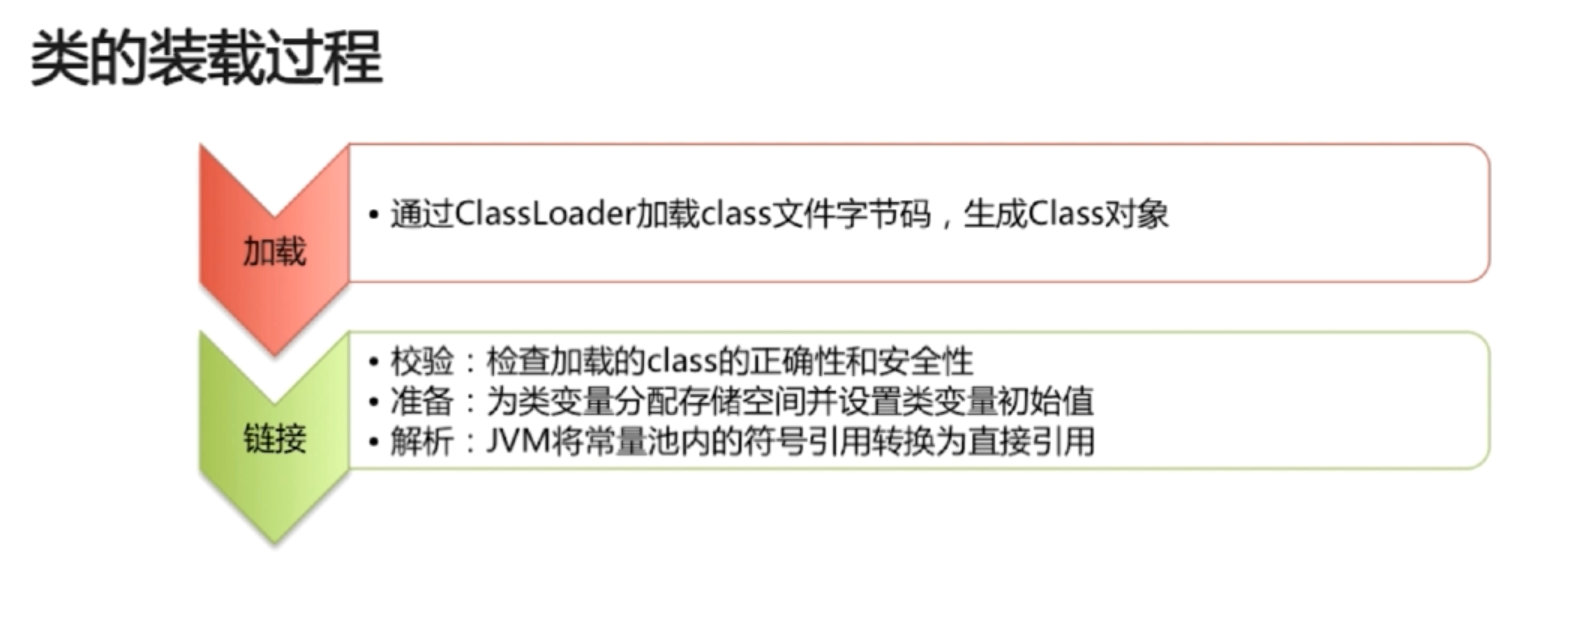 类的装载过程
加载
• 通过ClassLoader加载class文件字节码，生成Class对象
链接
• 校验：检查加载的class的正确性和安全性
• 准备：为类变量分配存储空间并设置类变量初始值
• 解析：JVM将常量池内的符号引用转换为直接引用